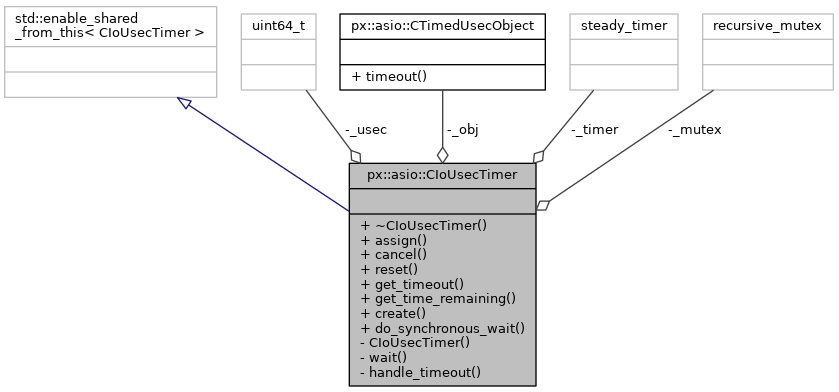 std::enable_shared
_from_this< CIoUsecTimer >
uint64_t
px::asio::CTimedUsecObject
+ timeout()
steady_timer
recursive_mutex
-_usec
-_obj
-_timer
-_mutex
px::asio::CIoUsecTimer
+ ~CIoUsecTimer()
+ assign()
+ cancel()
+ reset()
+ get_timeout()
+ get_time_remaining()
+ create()
+ do_synchronous_wait()
- CIoUsecTimer()
- wait()
- handle_timeout()